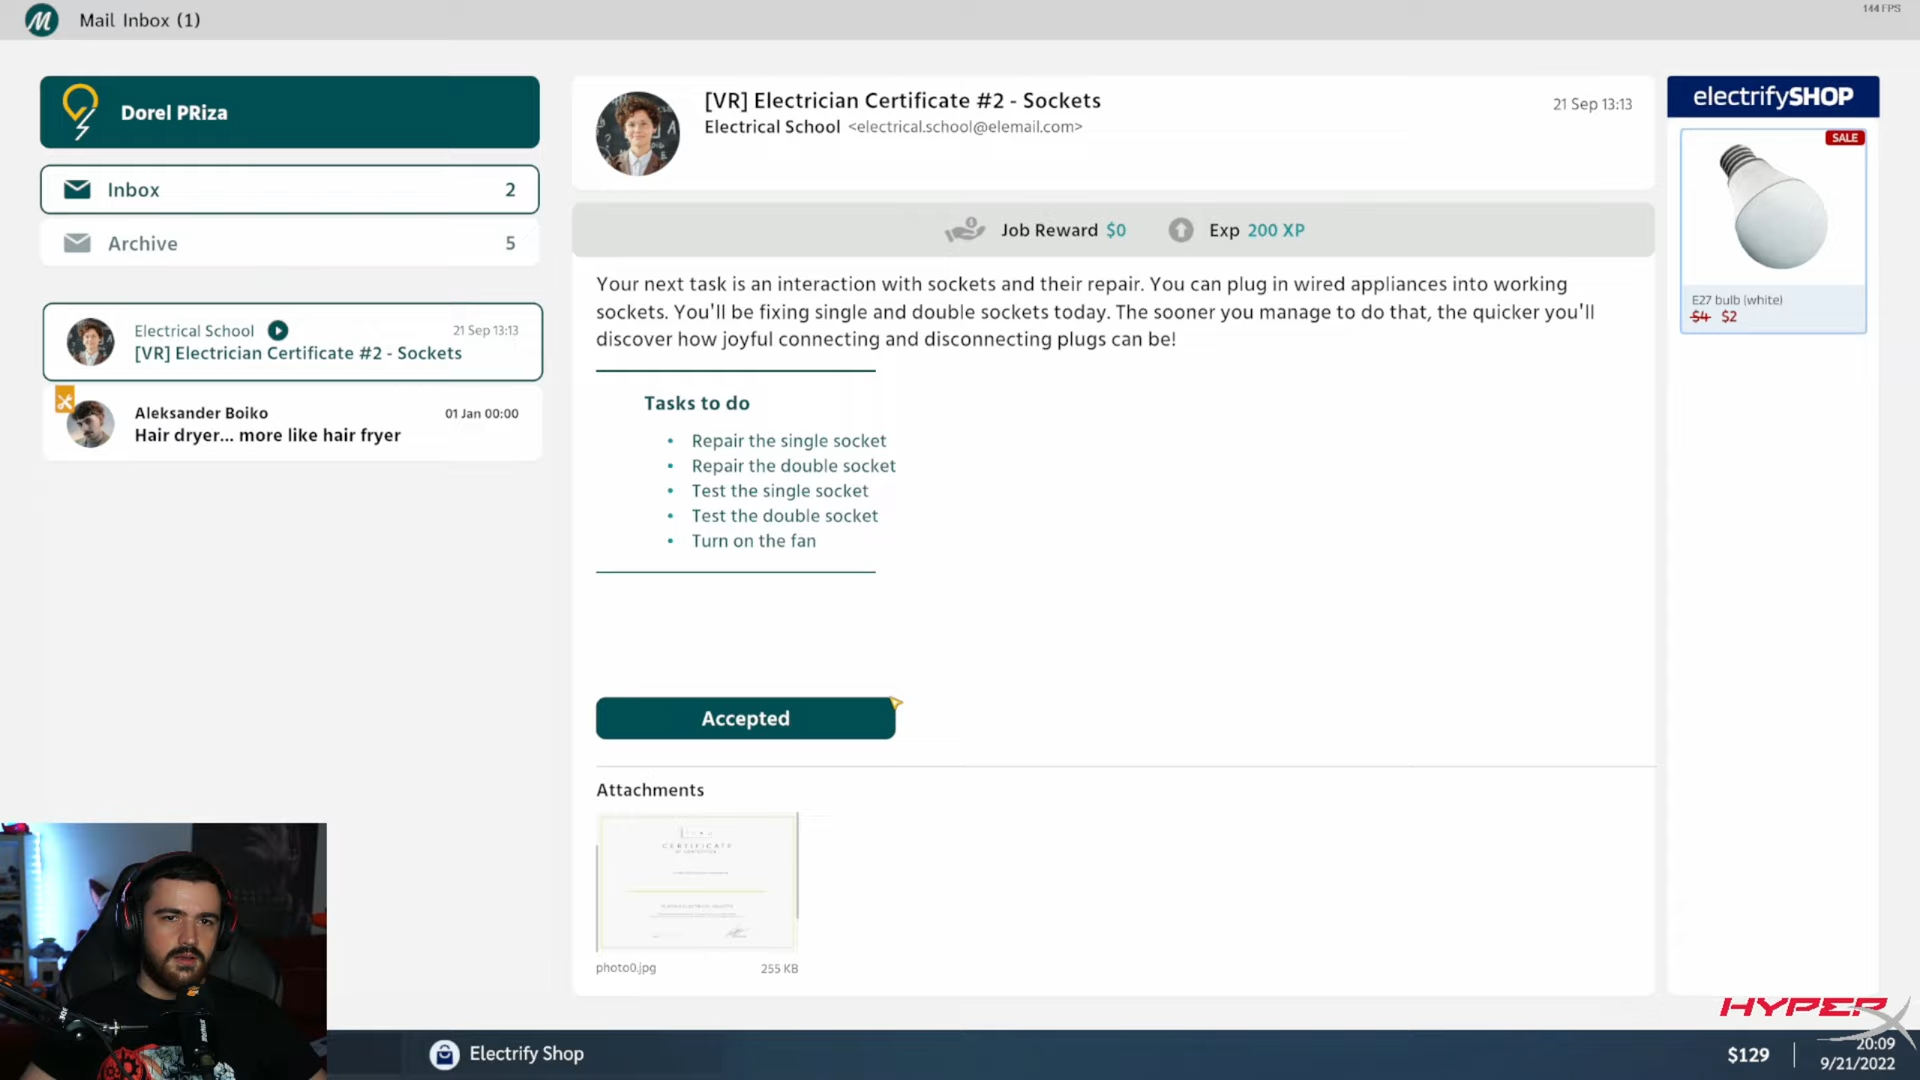 Mail Inbox (1)
144 FPS
Dorel PRiza
Inbox 2
Archive 5
Electrical School 21 Sep 13:13
[VR] Electrician Certificate #2 - Sockets
Aleksander Boiko 01 Jan 00:00
Hair dryer... more like hair fryer
[VR] Electrician Certificate #2 - Sockets
Electrical School <electrical.school@elemail.com>
21 Sep 13:13
Job Reward $0 Exp 200 XP
Your next task is an interaction with sockets and their repair. You can plug in wired appliances into working
sockets. You'll be fixing single and double sockets today. The sooner you manage to do that, the quicker you'll
discover how joyful connecting and disconnecting plugs can be!
Tasks to do
• Repair the single socket
• Repair the double socket
• Test the single socket
• Test the double socket
• Turn on the fan
Accepted
Attachments
CERTIFICATE
photo0.jpg 255 KB
electrifySHOP
SALE
E27 bulb (white)
$4 $2
HYPERX
Electrify Shop
$129
20:09
9/21/2022